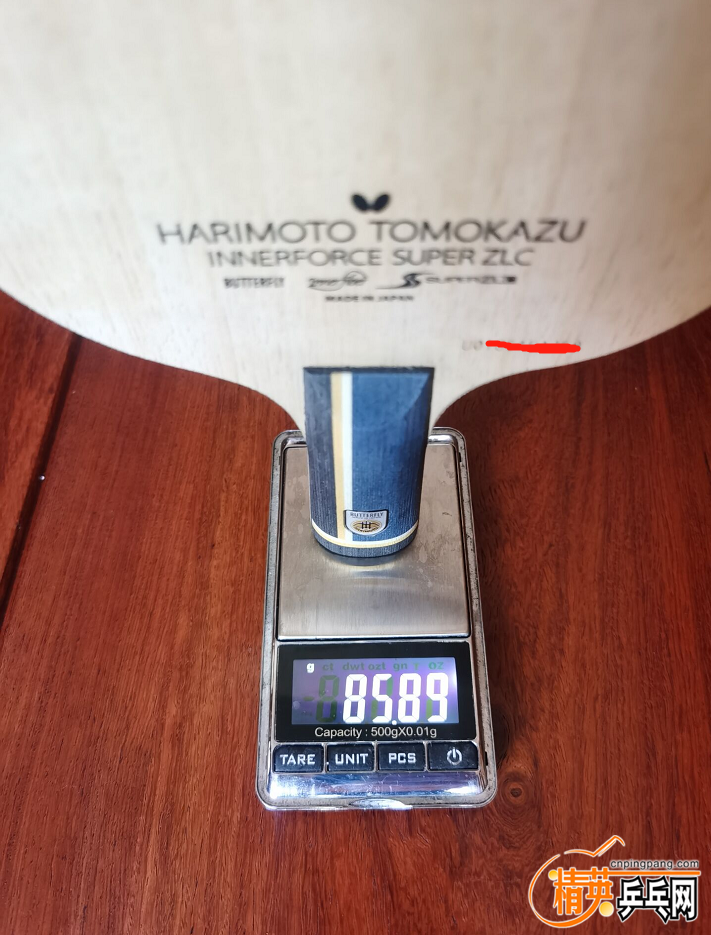 HARIMOTO TOMOKAZU
INNERFORCE SUPER ZLC
BUTTERFLY
MADE IN JAPAN
BUTTERFLY
H
g ct dwt ozt gn T OZ
85.89
Capacity : 500gX0.01g
TARE UNIT PCS
cnpingpang.com
精英乒乓网